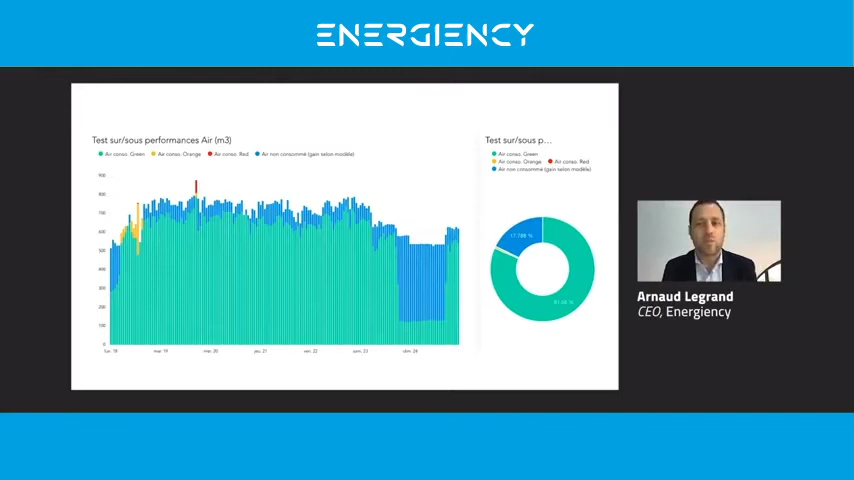 ENERGIENCY
Test sur/sous performances Air (m3)
Air conso. Green Air conso. Orange Air conso. Red Air non consommé (gain selon modèle)
900
800
700
600
500
400
300
200
100
0
lun. 18 mar. 19 mer. 20 jeu. 21 ven. 22 sam. 23 dim. 24
Test sur/sous p...
Air conso. Green
Air conso. Orange Air conso. Red
Air non consommé (gain selon modèle)
17.788 %
Arnaud Legrand
CEO, Energiency